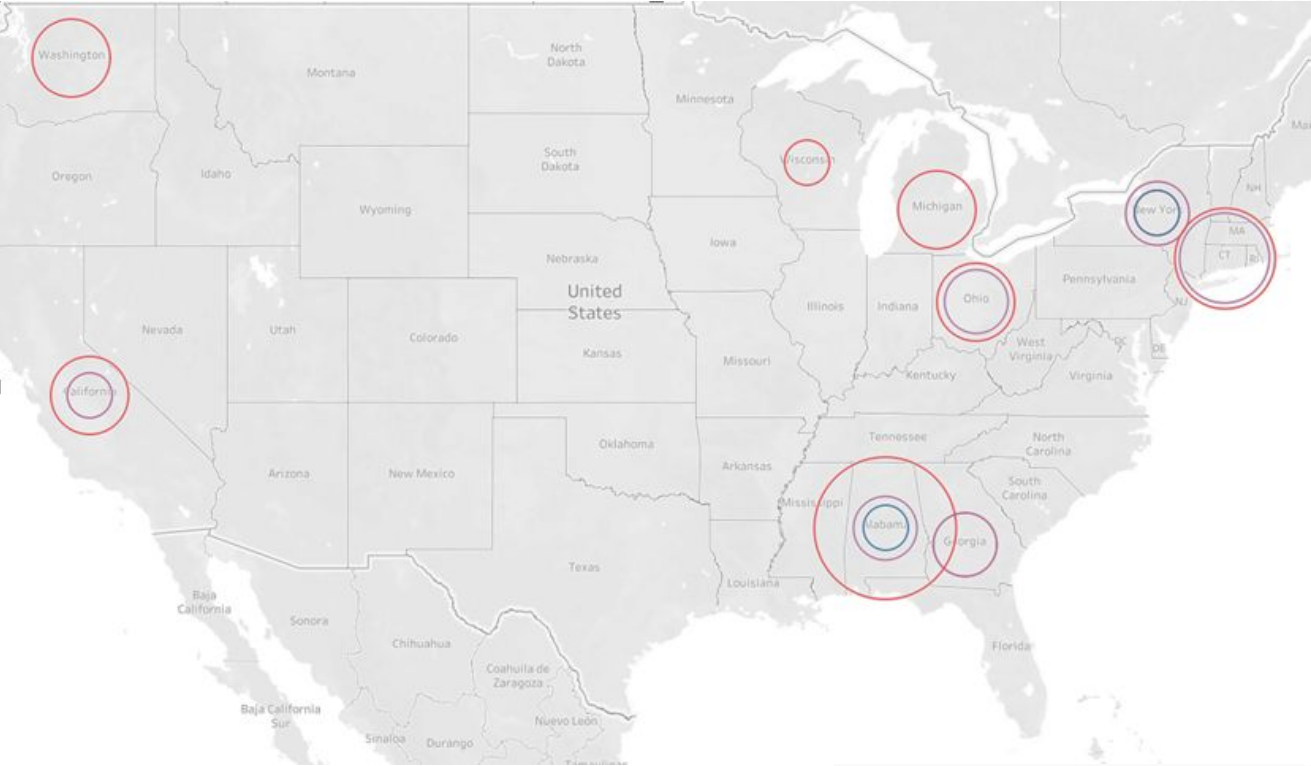 Washington
Montana
North
Dakota
Minnesota
Oregon
Idaho
South
Dakota
Wisconsin
Michigan
New York
NH
MA
CT
RI
Wyoming
Iowa
Nebraska
United
States
Nevada
Utah
Colorado
Kansas
Illinois
Indiana
Ohio
Pennsylvania
NJ
Missouri
West
Virginia
DC
DE
Kentucky
Virginia
California
Arizona
New Mexico
Oklahoma
Arkansas
Tennessee
North
Carolina
South
Carolina
Mississippi
Alabama
Georgia
Texas
Louisiana
Florida
Baja
California
Sonora
Chihuahua
Coahuila de
Zaragoza
Baja California
Sur
Sinaloa
Durango
Nuevo León
Tamaulipas